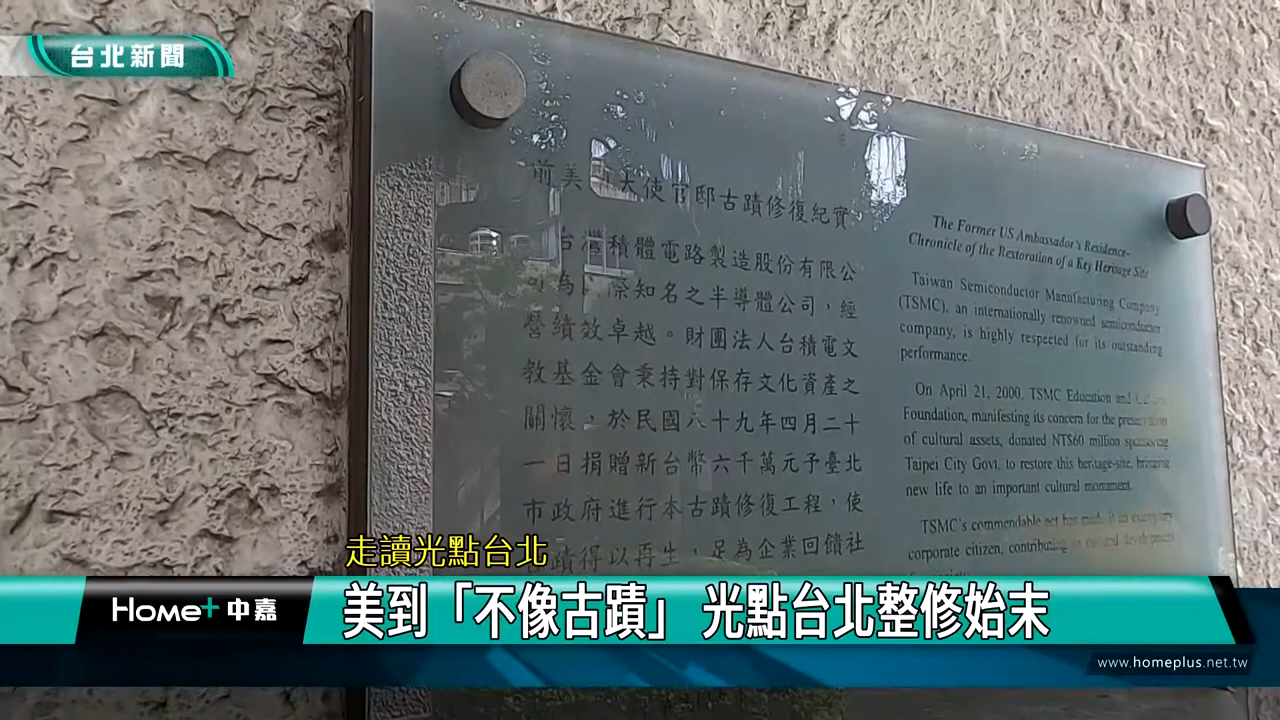 台北新聞
前美 大使官邸古蹟修復紀實
台灣積體電路製造股份有限公
為 際知名之半導體公司，經
營績效卓越。財團法人台積電文
教基金會秉持對保存文化資產之
關懷，於民國八十九年四月二十
一日捐贈新台幣六千萬元予臺北
市政府進行本古蹟修復工程，使
蹟得以再生，足為企業回饋社
The Former US Ambassador's Residence-
Chronicle of the Restoration of a Key Heritage Site
Taiwan Semiconductor Manufacturing Company
(TSMC), an internationally renowned semiconductor
company, is highly respected for its outstanding
performance.
On April 21, 2000, TSMC Education and
Foundation, manifesting its concern for the preservation
of cultural assets, donated NT$60 million sponsoring
Taipei City Govt. to restore this heritage-site, bringing
new life to an important cultural monument.
TSMC's commendable act has made it an exemplary
corporate citizen, contributing to cultural development
走讀光點台北
Home+中嘉
美到「不像古蹟」 光點台北整修始末
www.homeplus.net.tw